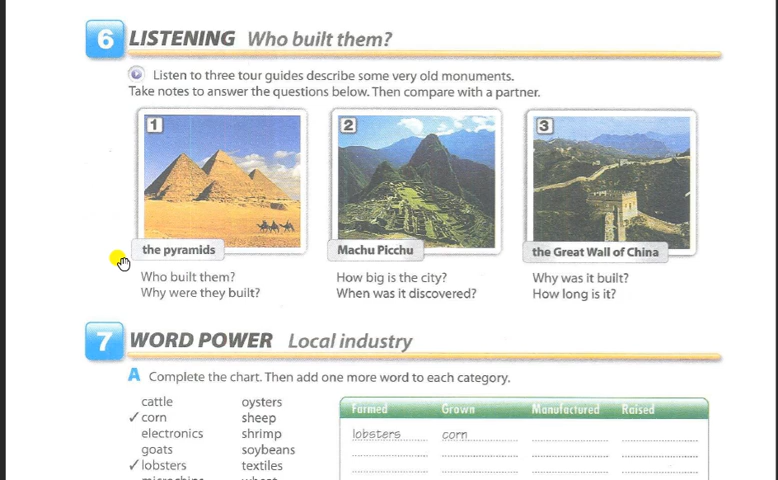 6 LISTENING Who built them?
Listen to three tour guides describe some very old monuments.
Take notes to answer the questions below. Then compare with a partner.
1
2
3
the pyramids
Machu Picchu
the Great Wall of China
Who built them?
Why were they built?
How big is the city?
When was it discovered?
Why was it built?
How long is it?
7 WORD POWER Local industry
A Complete the chart. Then add one more word to each category.
cattle
✓ corn
electronics
goats
✓ lobsters
microchips
oysters
sheep
shrimp
soybeans
textiles
wheat
Farmed Grown Manufactured Raised
lobsters corn